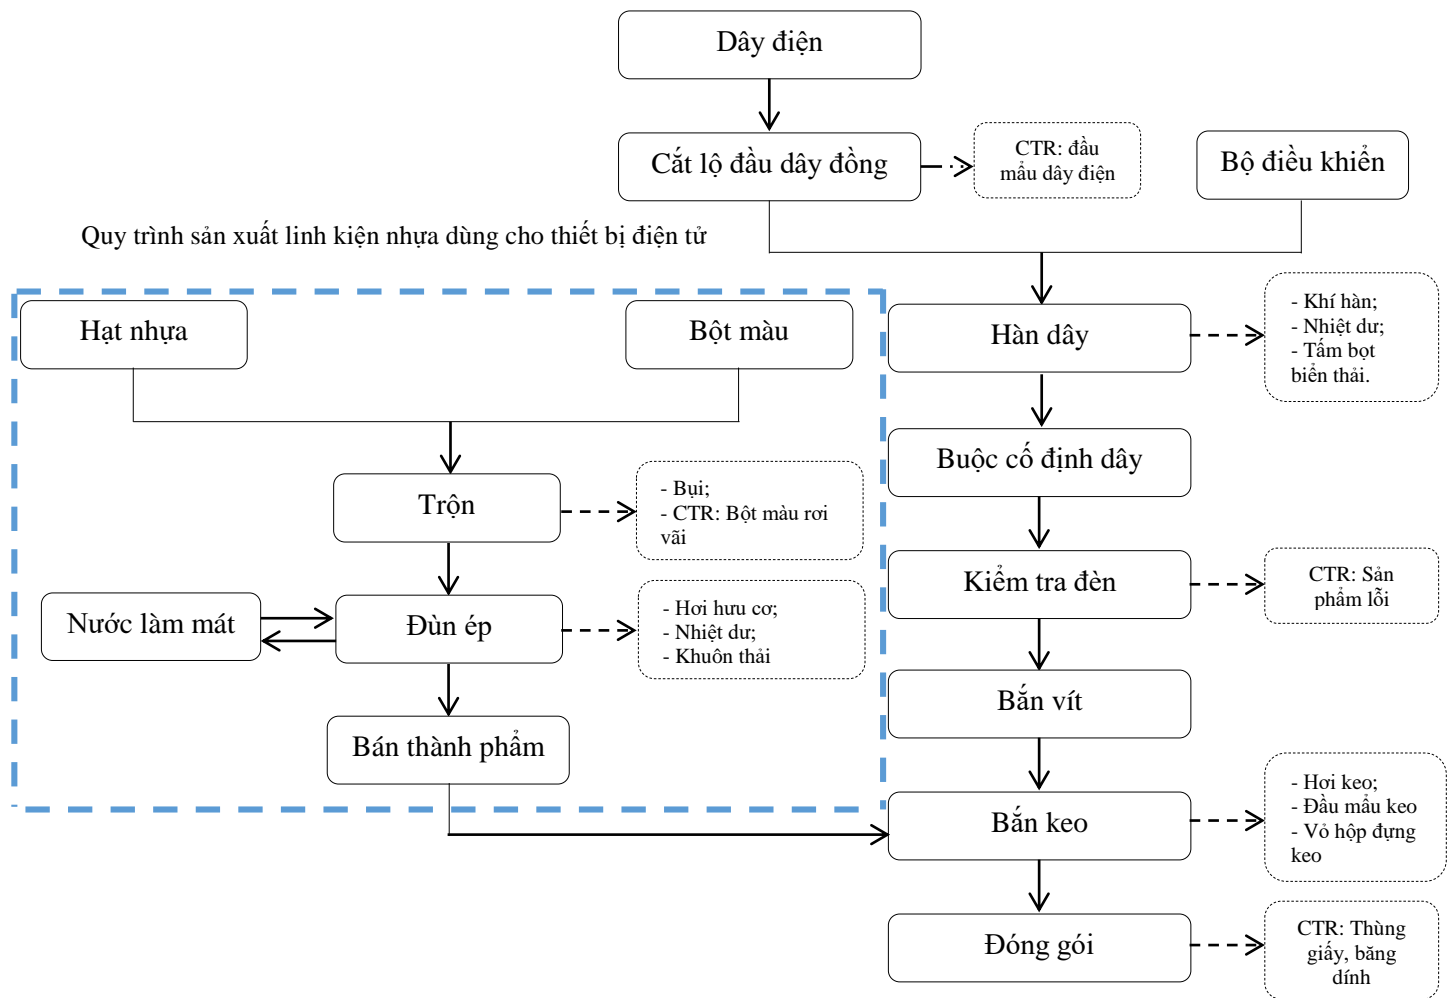 Dây điện
Cắt lộ đầu dây đồng
CTR: đầu
mẩu dây điện
Bộ điều khiển
Quy trình sản xuất linh kiện nhựa dùng cho thiết bị điện tử
Hạt nhựa
Bột màu
Hàn dây
- Khí hàn;
- Nhiệt dư;
- Tấm bọt
biển thải.
Buộc cố định dây
Trộn
- Bụi;
- CTR: Bột màu rơi
vãi
Kiểm tra đèn
CTR: Sản
phẩm lỗi
Nước làm mát
Đùn ép
- Hơi hưu cơ;
- Nhiệt dư;
- Khuôn thải
Bắn vít
Bán thành phẩm
Bắn keo
- Hơi keo;
- Đầu mẩu keo
- Vỏ hộp đựng
keo
Đóng gói
CTR: Thùng
giấy, băng
dính